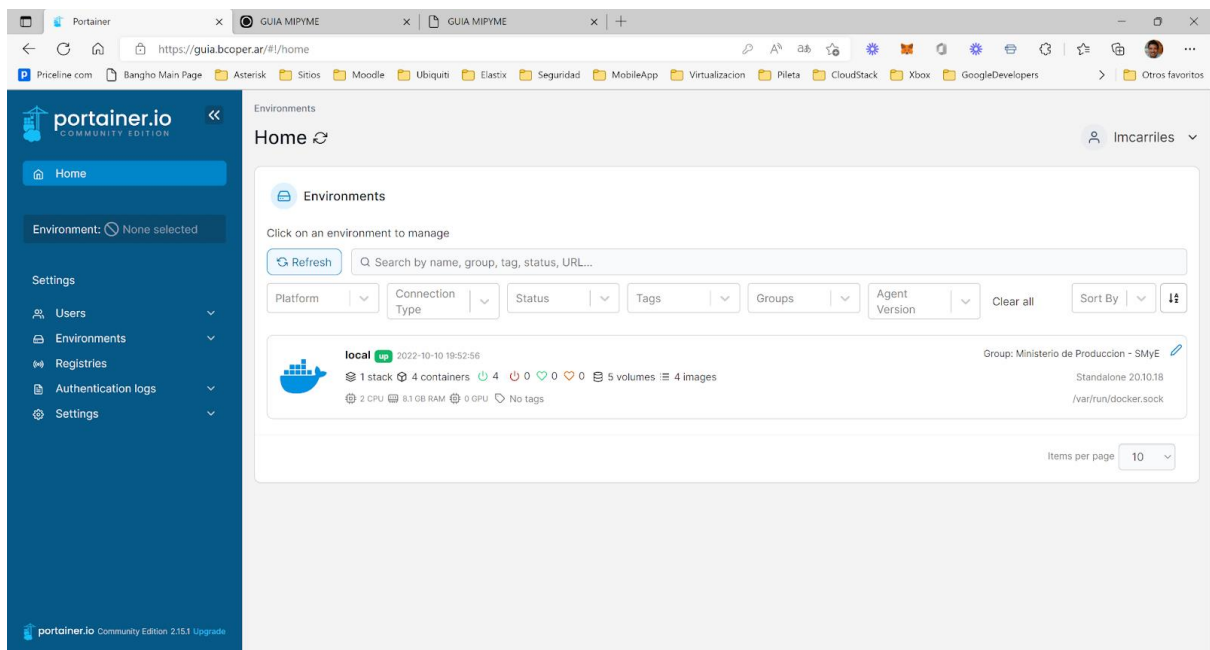 Portainer
GUIA MIPYME
GUIA MIPYME
https://guia.bcoper.ar/#!/home
Priceline com Bangho Main Page Asterisk Sitios Moodle Ubiquiti Elastix Seguridad MobileApp Virtualizacion Pileta CloudStack Xbox GoogleDevelopers Otros favoritos
portainer.io
COMMUNITY EDITION
Home
Environment: None selected
Settings
Users
Environments
Registries
Authentication logs
Settings
portainer.io Community Edition 2.15.1 Upgrade
Environments
Home
lmcarriles
Environments
Click on an environment to manage
Refresh
Search by name, group, tag, status, URL...
Platform
Connection Type
Status
Tags
Groups
Agent Version
Clear all
Sort By
local up 2022-10-10 19:52:56
Group: Ministerio de Produccion - SMyE
1 stack 4 containers 4 0 0 0 5 volumes 4 images
Standalone 20.10.18
2 CPU 8.1 GB RAM 0 GPU No tags
/var/run/docker.sock
Items per page 10